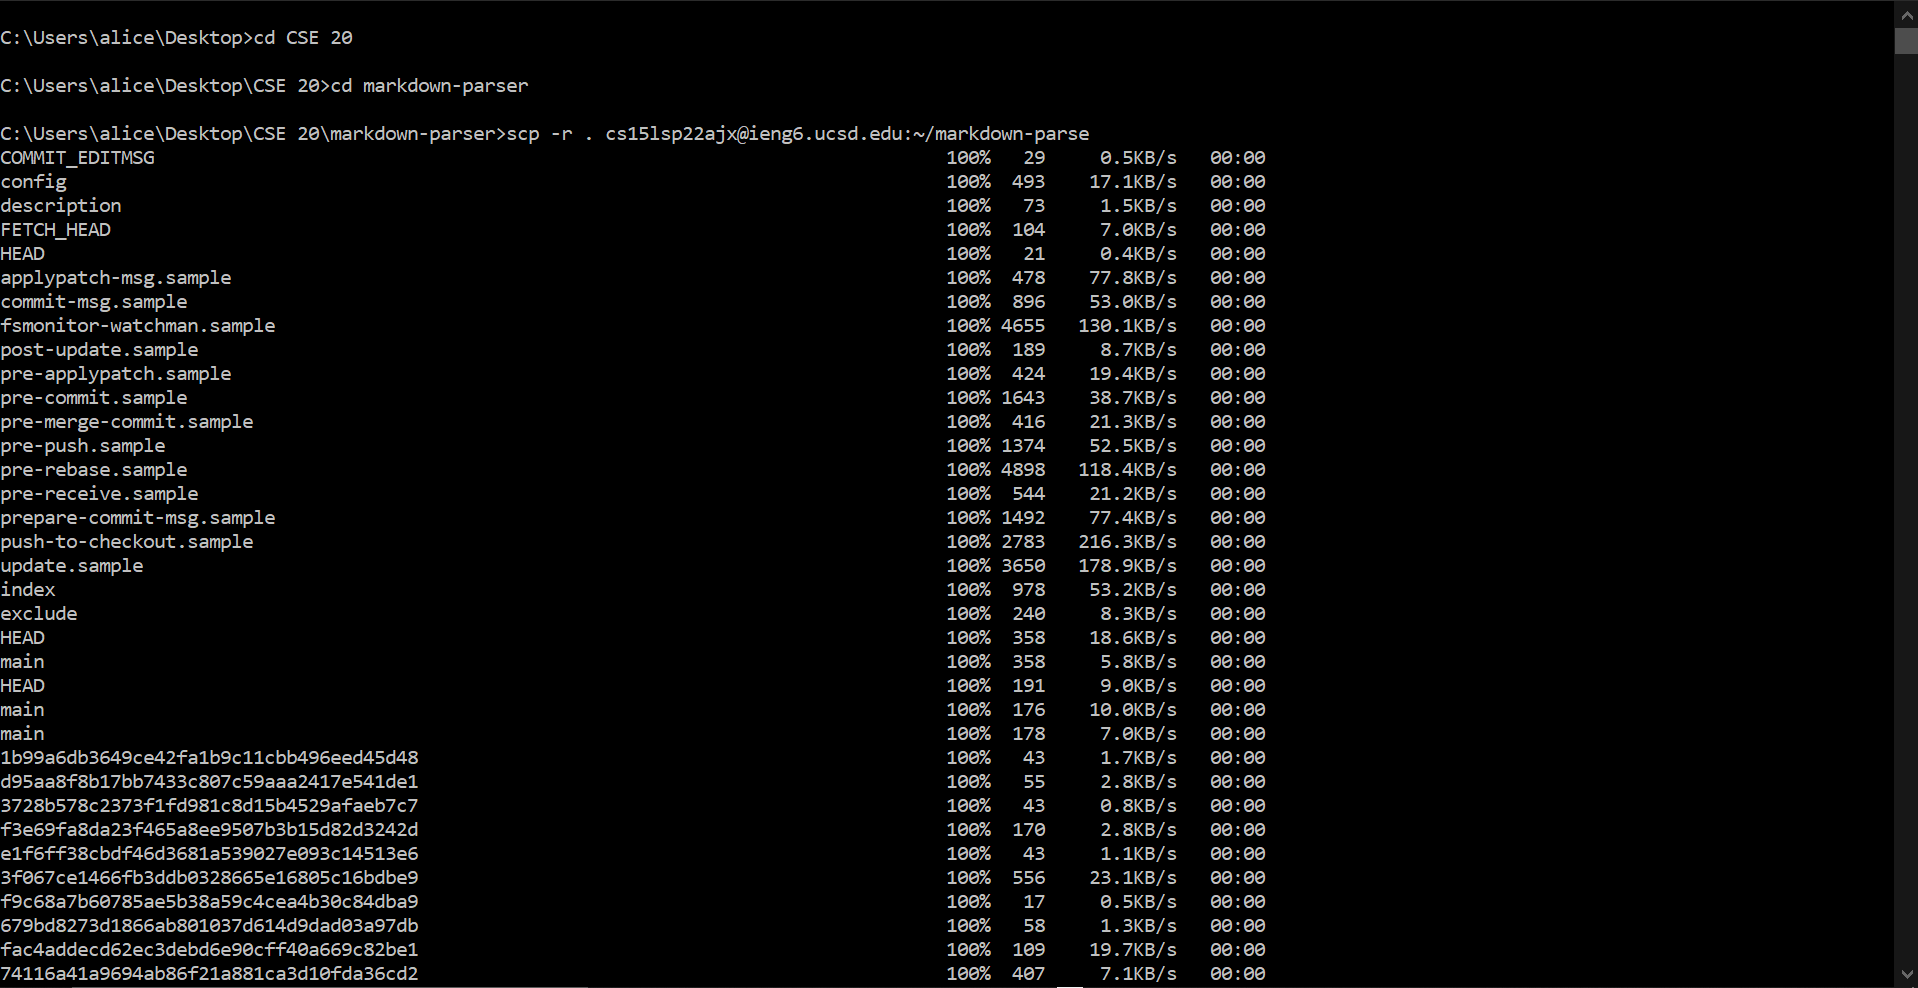 C:\Users\alice\Desktop>cd CSE 20
C:\Users\alice\Desktop\CSE 20>cd markdown-parser
C:\Users\alice\Desktop\CSE 20\markdown-parser>scp -r . cs15lsp22ajx@ieng6.ucsd.edu:~/markdown-parse
COMMIT_EDITMSG 100% 29 0.5KB/s 00:00
config 100% 493 17.1KB/s 00:00
description 100% 73 1.5KB/s 00:00
FETCH_HEAD 100% 104 7.0KB/s 00:00
HEAD 100% 21 0.4KB/s 00:00
applypatch-msg.sample 100% 478 77.8KB/s 00:00
commit-msg.sample 100% 896 53.0KB/s 00:00
fsmonitor-watchman.sample 100% 4655 130.1KB/s 00:00
post-update.sample 100% 189 8.7KB/s 00:00
pre-applypatch.sample 100% 424 19.4KB/s 00:00
pre-commit.sample 100% 1643 38.7KB/s 00:00
pre-merge-commit.sample 100% 416 21.3KB/s 00:00
pre-push.sample 100% 1374 52.5KB/s 00:00
pre-rebase.sample 100% 4898 118.4KB/s 00:00
pre-receive.sample 100% 544 21.2KB/s 00:00
prepare-commit-msg.sample 100% 1492 77.4KB/s 00:00
push-to-checkout.sample 100% 2783 216.3KB/s 00:00
update.sample 100% 3650 178.9KB/s 00:00
index 100% 978 53.2KB/s 00:00
exclude 100% 240 8.3KB/s 00:00
HEAD 100% 358 18.6KB/s 00:00
main 100% 358 5.8KB/s 00:00
HEAD 100% 191 9.0KB/s 00:00
main 100% 176 10.0KB/s 00:00
main 100% 178 7.0KB/s 00:00
1b99a6db3649ce42fa1b9c11cbb496eed45d48 100% 43 1.7KB/s 00:00
d95aa8f8b17bb7433c807c59aaa2417e541de1 100% 55 2.8KB/s 00:00
3728b578c2373f1fd981c8d15b4529afaeb7c7 100% 43 0.8KB/s 00:00
f3e69fa8da23f465a8ee9507b3b15d82d3242d 100% 170 2.8KB/s 00:00
e1f6ff38cbdf46d3681a539027e093c14513e6 100% 43 1.1KB/s 00:00
3f067ce1466fb3ddb0328665e16805c16bdbe9 100% 556 23.1KB/s 00:00
f9c68a7b60785ae5b38a59c4cea4b30c84dba9 100% 17 0.5KB/s 00:00
679bd8273d1866ab801037d614d9dad03a97db 100% 58 1.3KB/s 00:00
fac4addecd62ec3debd6e90cff40a669c82be1 100% 109 19.7KB/s 00:00
74116a41a9694ab86f21a881ca3d10fda36cd2 100% 407 7.1KB/s 00:00